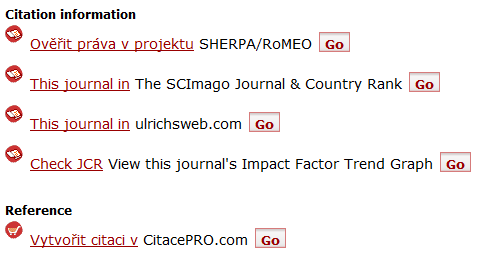 Citation information
Ověřit práva v projektu SHERPA/RoMEO Go
This journal in The SCImago Journal & Country Rank Go
This journal in ulrichsweb.com Go
Check JCR View this journal's Impact Factor Trend Graph Go
Reference
Vytvořit citaci v CitacePRO.com Go